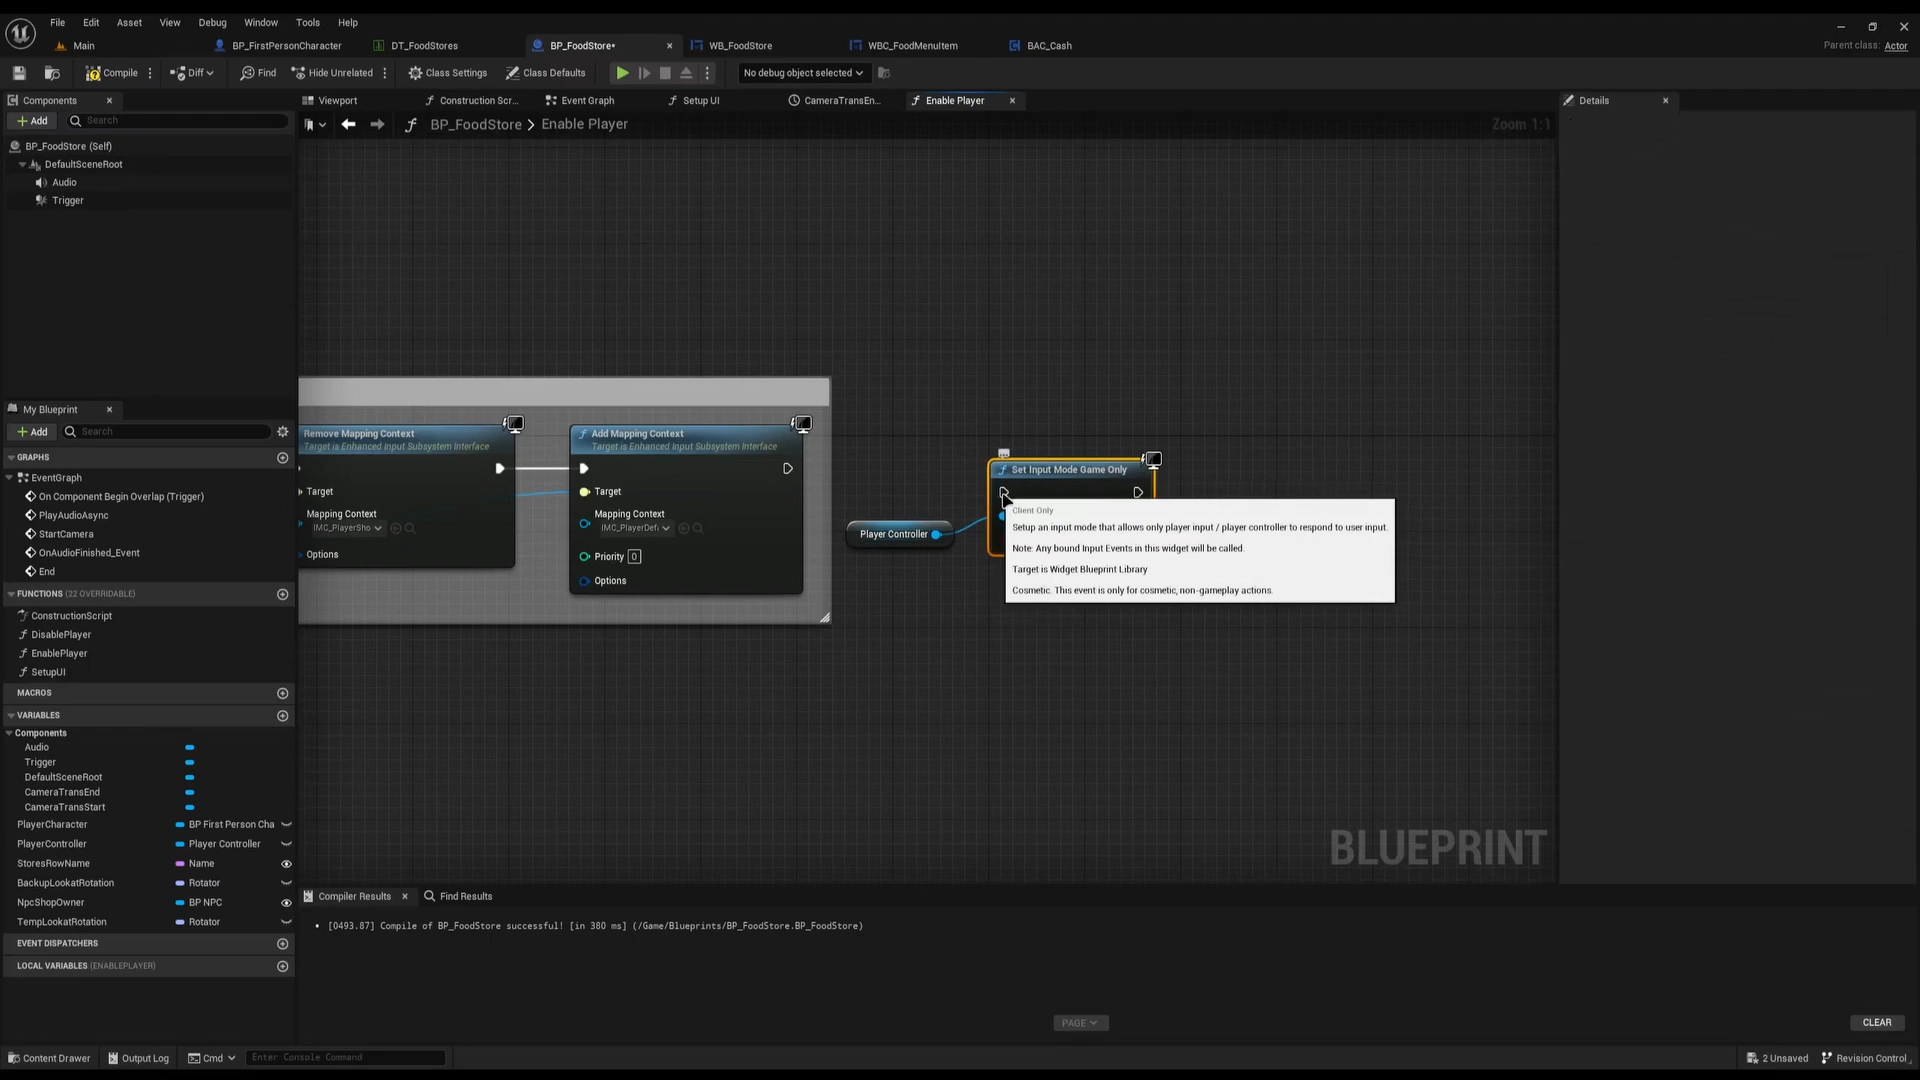 File Edit Asset View Debug Window Tools Help
Main BP_FirstPersonCharacter DT_FoodStores BP_FoodStore• WB_FoodStore WBC_FoodMenuItem BAC_Cash
Parent class: Actor
Compile Diff Find Hide Unrelated Class Settings Class Defaults No debug object selected
Components
Add Search
BP_FoodStore (Self)
DefaultSceneRoot
Audio
Trigger
Viewport Construction Scr... Event Graph Setup UI CameraTransEn... Enable Player
Details
BP_FoodStore > Enable Player
Zoom 1:1
Remove Mapping Context
Target is Enhanced Input Subsystem Interface
Target
Mapping Context
IMC_PlayerSho
Options
Add Mapping Context
Target is Enhanced Input Subsystem Interface
Target
Mapping Context
IMC_PlayerDef
Priority 0
Options
Player Controller
Set Input Mode Game Only
Client Only
Setup an input mode that allows only player input / player controller to respond to user input.
Note: Any bound Input Events in this widget will be called.
Target is Widget Blueprint Library
Cosmetic. This event is only for cosmetic, non-gameplay actions.
BLUEPRINT
My Blueprint
Add Search
GRAPHS
EventGraph
On Component Begin Overlap (Trigger)
PlayAudioAsync
StartCamera
OnAudioFinished_Event
End
FUNCTIONS (22 OVERRIDABLE)
ConstructionScript
DisablePlayer
EnablePlayer
SetupUI
MACROS
VARIABLES
Components
Audio
Trigger
DefaultSceneRoot
CameraTransEnd
CameraTransStart
PlayerCharacter BP First Person Cha
PlayerController Player Controller
StoresRowName Name
BackupLookatRotation Rotator
NpcShopOwner BP NPC
TempLookatRotation Rotator
EVENT DISPATCHERS
LOCAL VARIABLES (ENABLEPLAYER)
Compiler Results Find Results
[0493.87] Compile of BP_FoodStore successful! [in 380 ms] (/Game/Blueprints/BP_FoodStore.BP_FoodStore)
PAGE
CLEAR
Content Drawer Output Log Cmd Enter Console Command 2 Unsaved Revision Control